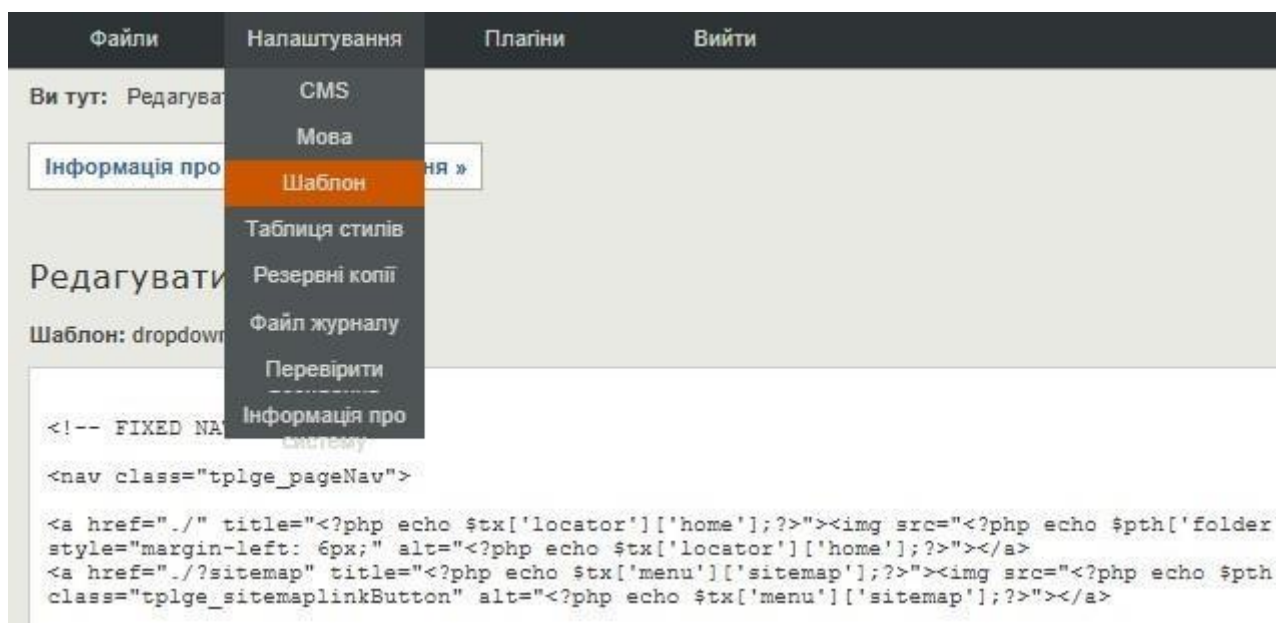 Файли Налаштування Плагіни Вийти
CMS
Ви тут: Редагува
Мова
Інформація про ня »
Шаблон
Таблиця стилів
Редагувати
Резервні копії
Файл журналу
Шаблон: dropdow
Перевірити
Інформація про
систему
<!-- FIXED NA
<nav class="tplge_pageNav">
<a href="./" title="<?php echo $tx['locator']['home'];?>"><img src="<?php echo $pth['folder
style="margin-left: 6px;" alt="<?php echo $tx['locator']['home'];?>"></a>
<a href="./?sitemap" title="<?php echo $tx['menu']['sitemap'];?>"><img src="<?php echo $pth
class="tplge_sitemaplinkButton" alt="<?php echo $tx['menu']['sitemap'];?>"></a>